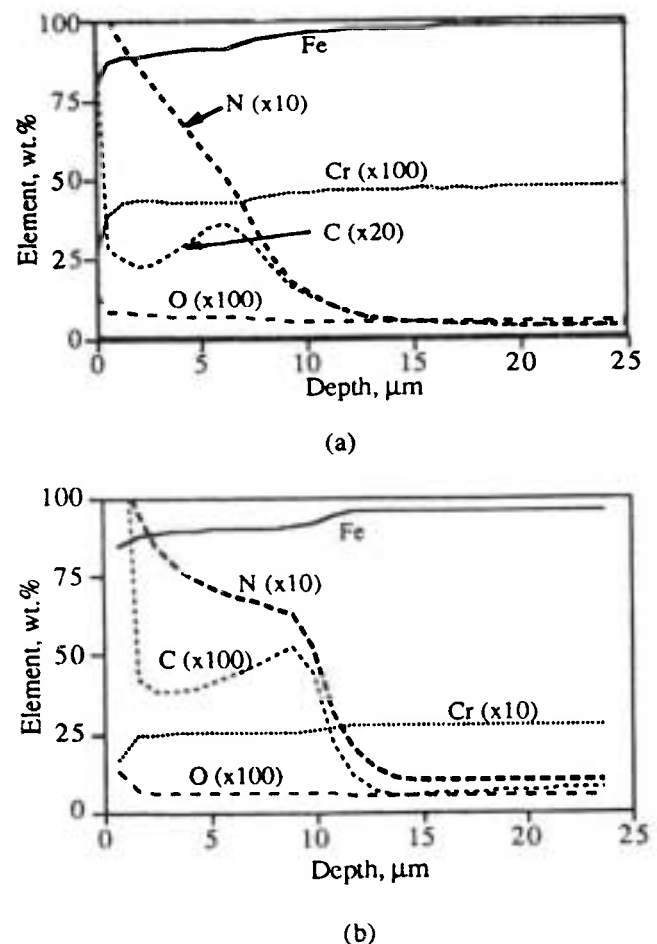 100
75
50
25
0
Element, wt.%
Fe
N (x10)
Cr (x100)
C (x20)
O (x100)
0 5 10 15 20 25
Depth, μm
(a)
100
75
50
25
0
Element, wt.%
Fe
N (x10)
C (x100)
Cr (x10)
O (x100)
0 5 10 15 20 25
Depth, μm
(b)